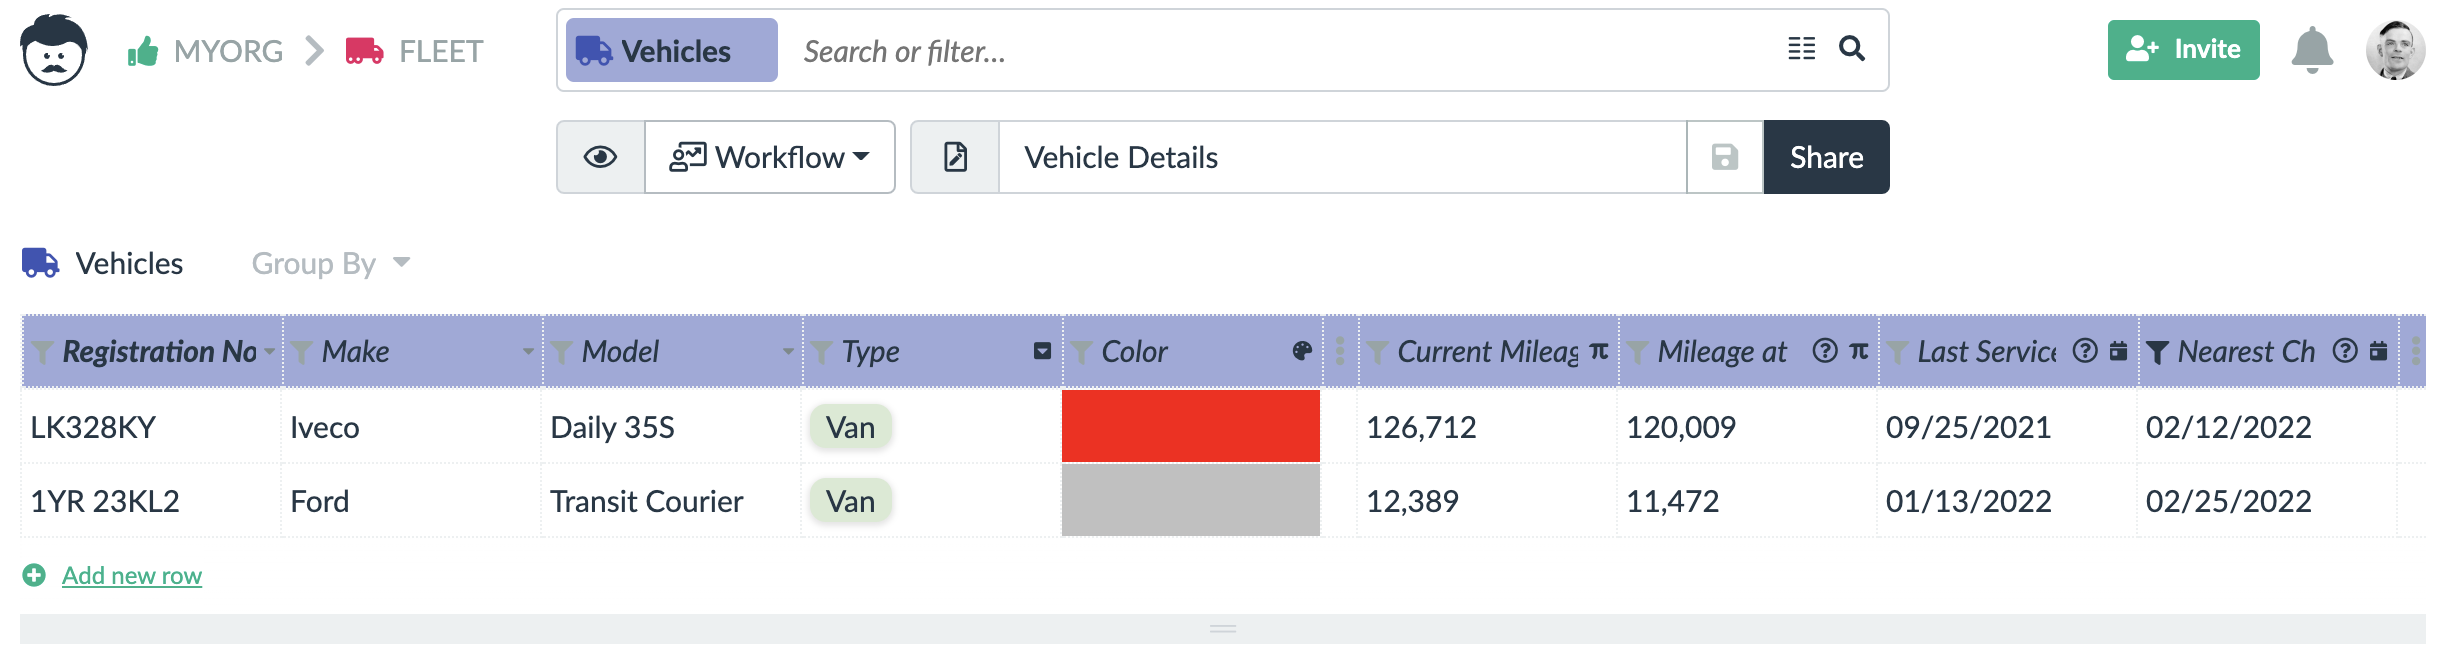 MYORG FLEET Vehicles Search or filter... Invite
Workflow Vehicle Details Share
Vehicles Group By
Registration No Make Model Type Color Current Mileag π Mileage at ? π Last Service ? Nearest Ch ?
LK328KY Iveco Daily 35S Van 126,712 120,009 09/25/2021 02/12/2022
1YR 23KL2 Ford Transit Courier Van 12,389 11,472 01/13/2022 02/25/2022
Add new row